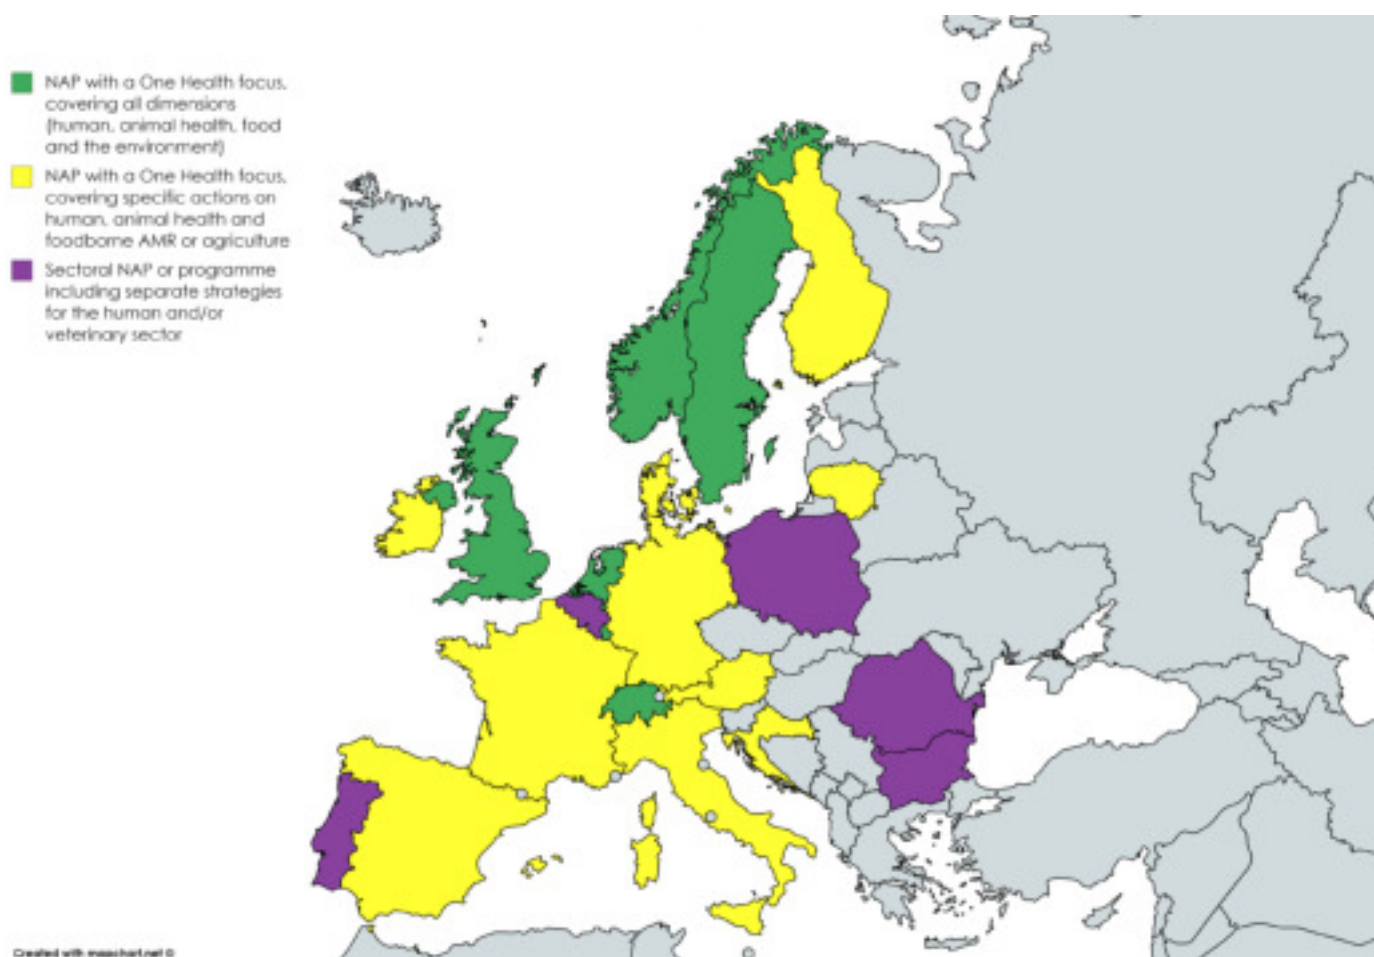 NAP with a One Health focus,
covering all dimensions
(human, animal health, food
and the environment)
NAP with a One Health focus,
covering specific actions on
human, animal health and
foodborne AMR or agriculture
Sectoral NAP or programme
including separate strategies
for the human and/or
veterinary sector
Created with mapchart.net ©